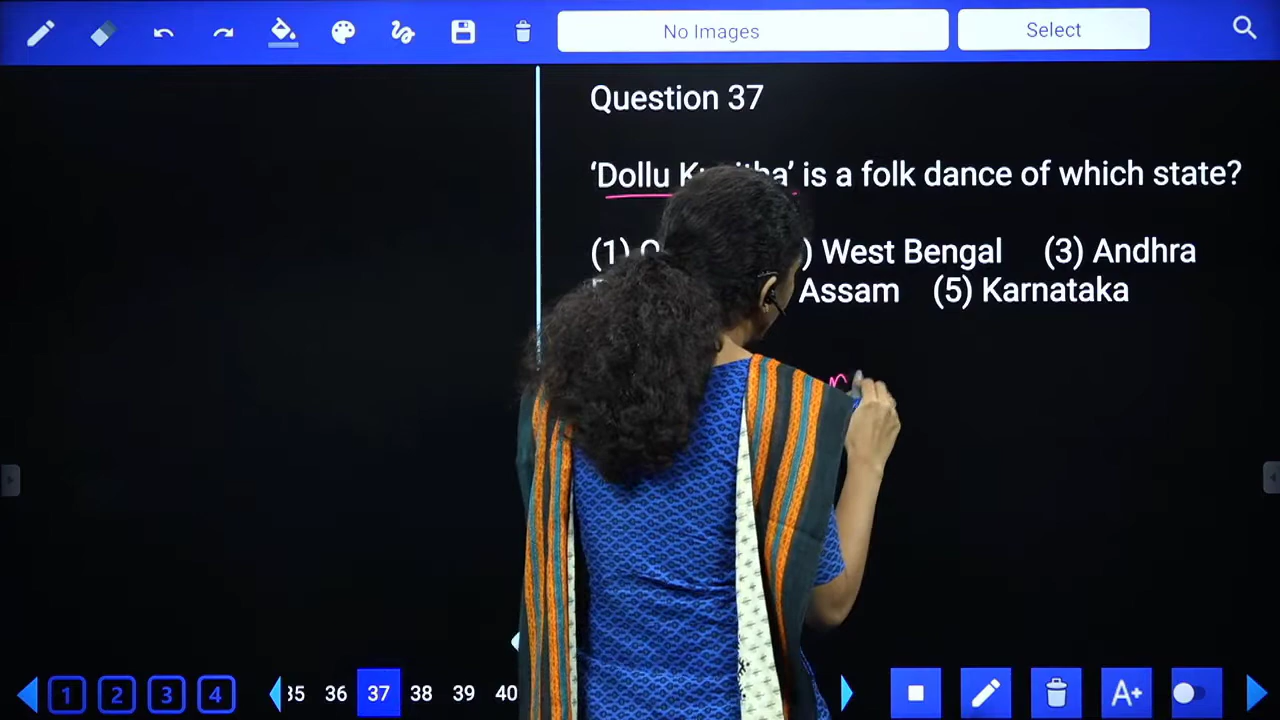 No Images
Select
Question 37
‘Dollu is a folk dance of which state?
(1) ) West Bengal (3) Andhra
Assam (5) Karnataka
1 2 3 4 35 36 37 38 39 40
A+